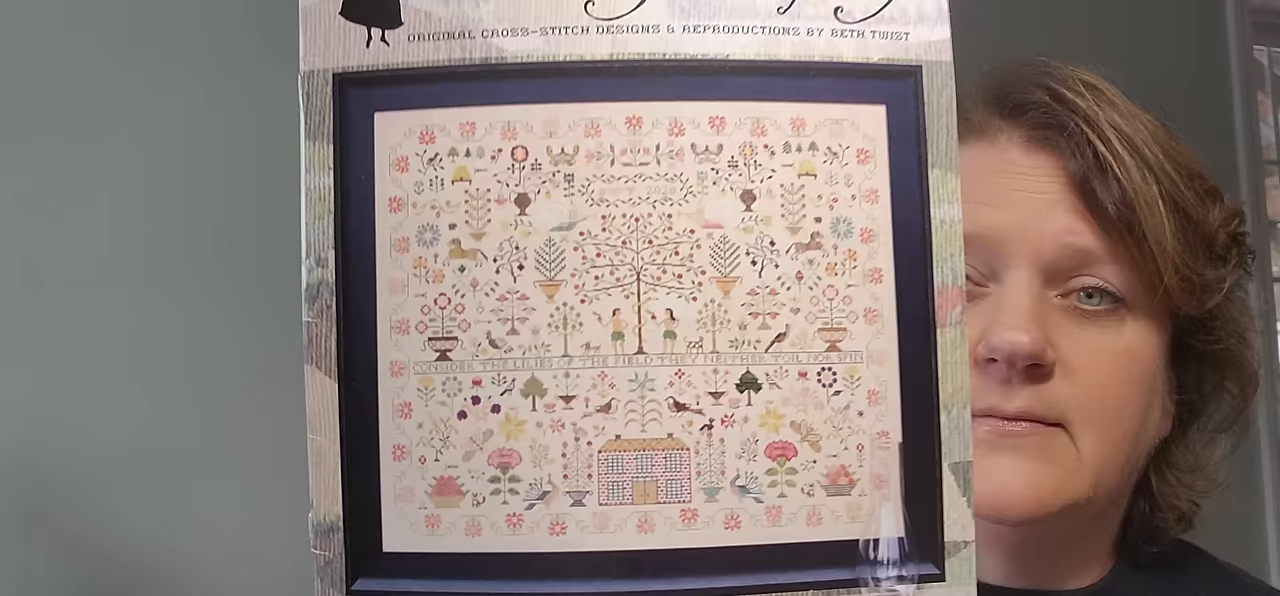 ORIGINAL CROSS-STITCH DESIGNS & REPRODUCTIONS BY BETH TWIST
2020
CONSIDER THE LILIES OF THE FIELD THEY NEITHER TOIL NOR SPIN